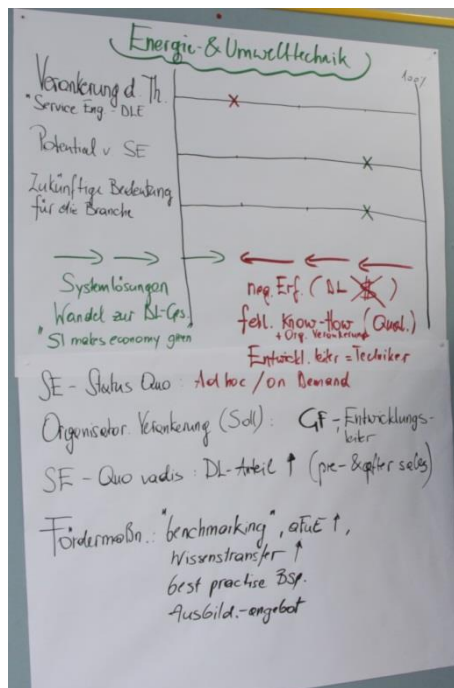 Energie- & Umwelttechnik
Verankerung d. Th.
"Service Eng. - DLE
100%
Potential v SE
Zukünftige Bedeutung
für die Branche
Systemlösungen
Wandel zur DL-Ges.
"SI makes economy green
neg. Erf. (DL $)
fehl. Know-How (Qual.)
+ Org. Verankerung
Entwickl.leiter = Techniker
SE - Status Quo: Ad hoc / on Demand
Organisator. Verankerung (Soll): GF, Entwicklungs-
leiter
SE - Quo vadis: DL-Anteil ↑ (pre- & after sales)
Fördermaßn.: "benchmarking", aFuE ↑,
Wissenstransfer ↑
best practise Bsp.
Ausbild.-angebot